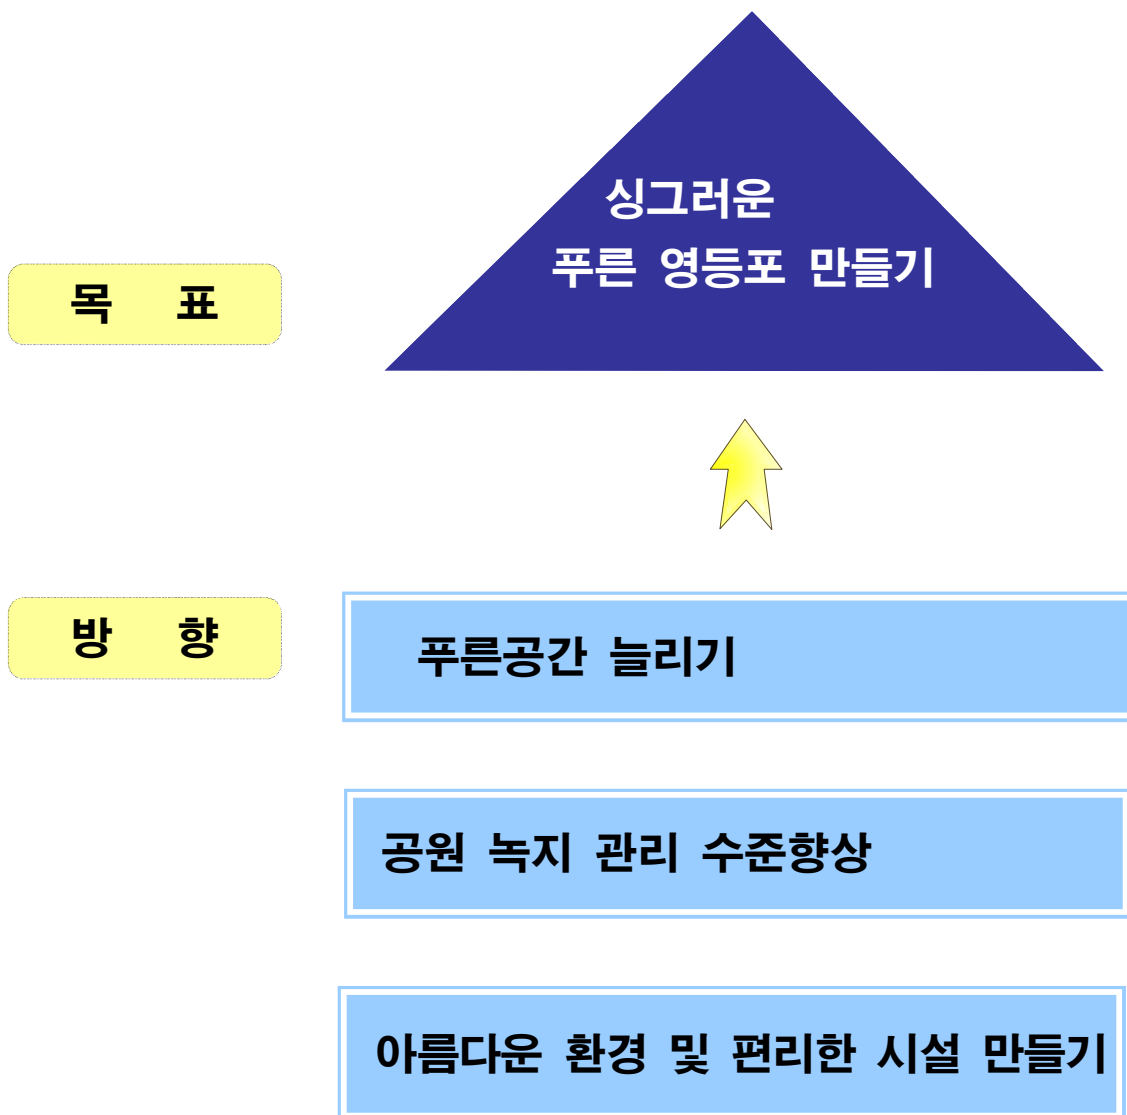 싱그러운
푸른 영등포 만들기
목 표
방 향
푸른공간 늘리기
공원 녹지 관리 수준향상
아름다운 환경 및 편리한 시설 만들기